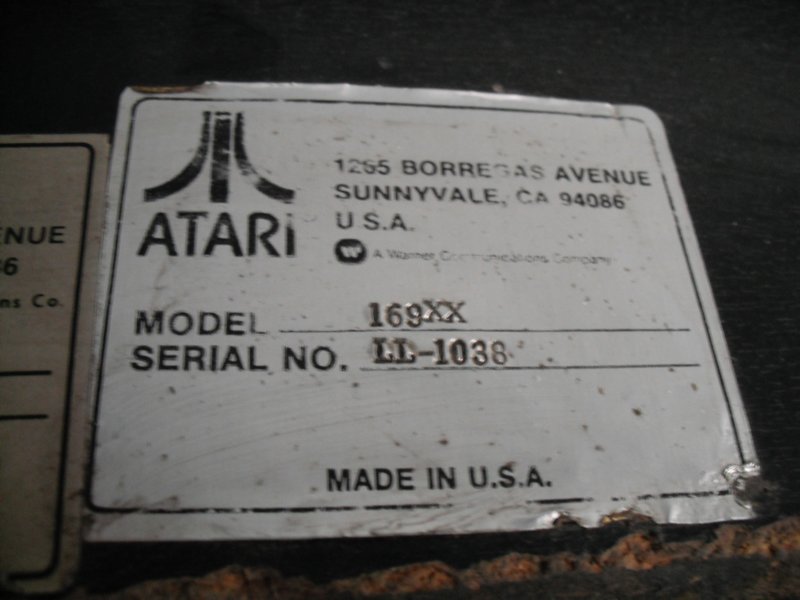 ENUE
36
ns Co.
ATARI
1265 BORREGAS AVENUE
SUNNYVALE, CA 94086
U.S.A.
A Warner Communications Company
MODEL 169XX
SERIAL NO. LL-1038
MADE IN U.S.A.